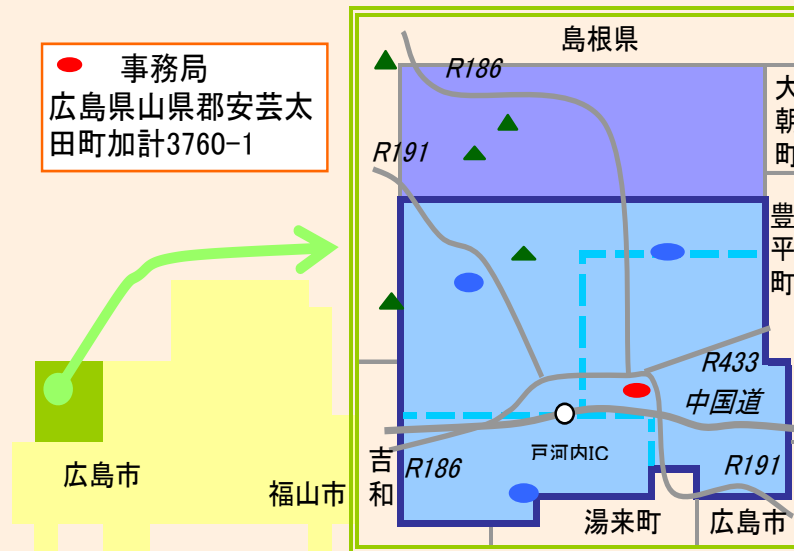 事務局
広島県山県郡安芸太
田町加計3760-1
島根県
R186
大朝町
R191
豊平町
R433
中国道
戸河内IC
吉和
R186
R191
湯来町
広島市
広島市
福山市